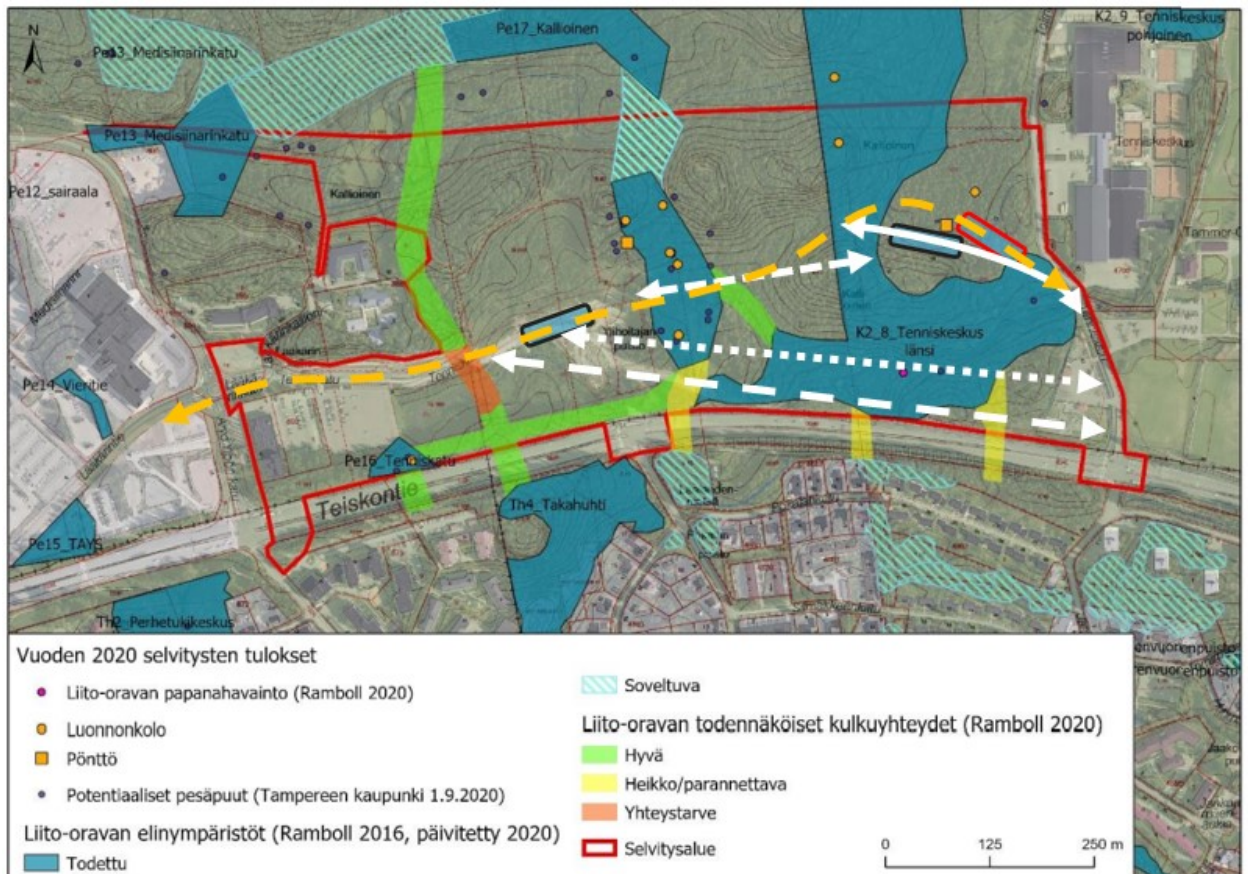 N
Pe13_Medisiinarinkatu
Pe17_Kallioinen
K2_9_Tenniskeskus
pohjoinen
Pe13_Medisiinarinkatu
Kallioinen
Tenniskeskus
Pe12_sairaala
Kallioinen
Tammor-
K2_8_Tenniskeskus
länsi
Pe14_Vieritie
Pe16_Tenniskatu
Teiskontie
Th4_Takahuhti
Pe15_TAYS
Th2_Perhetukikeskus
Vuoden 2020 selvitysten tulokset
Liito-oravan papanahavainto (Ramboll 2020)
Luonnonkolo
Pönttö
Potentiaaliset pesäpuut (Tampereen kaupunki 1.9.2020)
Liito-oravan elinympäristöt (Ramboll 2016, päivitetty 2020)
Todettu
Soveltuva
Liito-oravan todennäköiset kulkuyhteydet (Ramboll 2020)
Hyvä
Heikko/parannettava
Yhteystarve
Selvitysalue
0 125 250 m